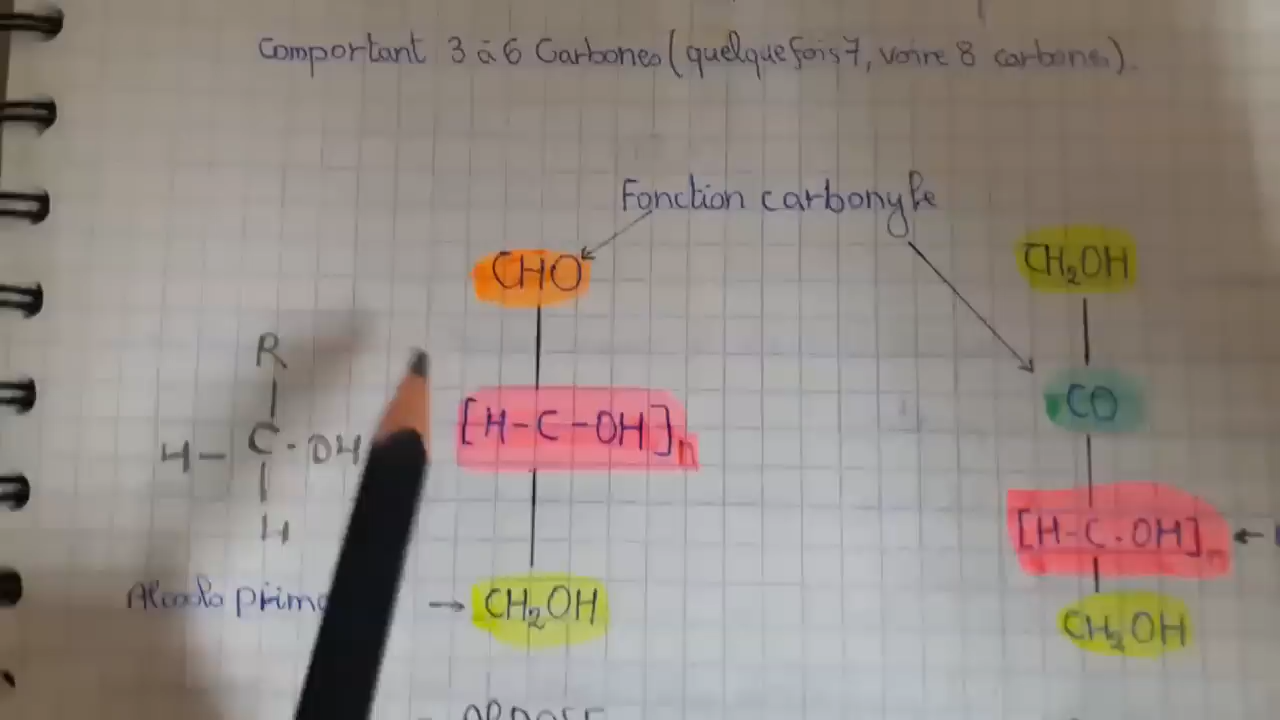 Comportant 3 à 6 Carbones (quelquefois 7, voire 8 carbones).
Fonction carbonyle
CHO
CH₂OH
R
CO
[H-C-OH]n
H-C-OH
H
[H-C-OH]n
CH₂OH
CH₂OH